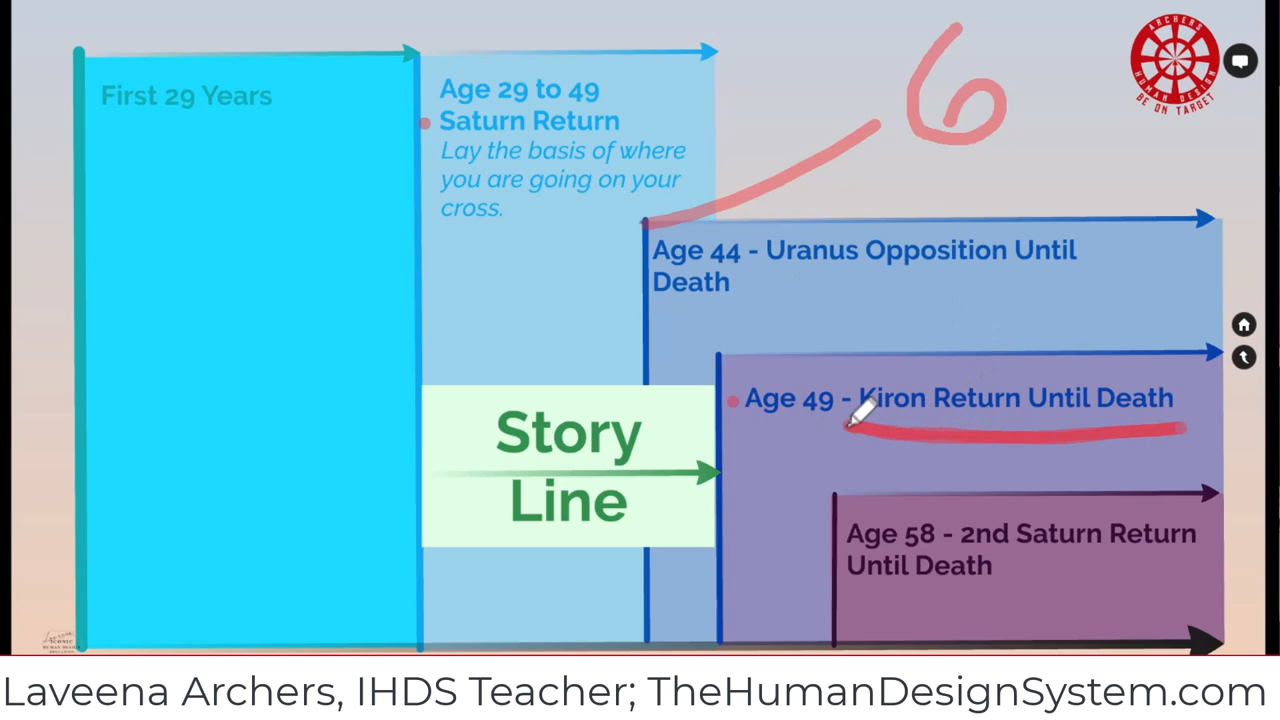 First 29 Years
Age 29 to 49
Saturn Return
Lay the basis of where
you are going on your
cross.
6
ARCHERS
HUMAN DESIGN
BE ON TARGET
Age 44 - Uranus Opposition Until
Death
Age 49 - Kiron Return Until Death
Story
Line
Age 58 - 2nd Saturn Return
Until Death
Laveena Archers, IHDS Teacher; TheHumanDesignSystem.com